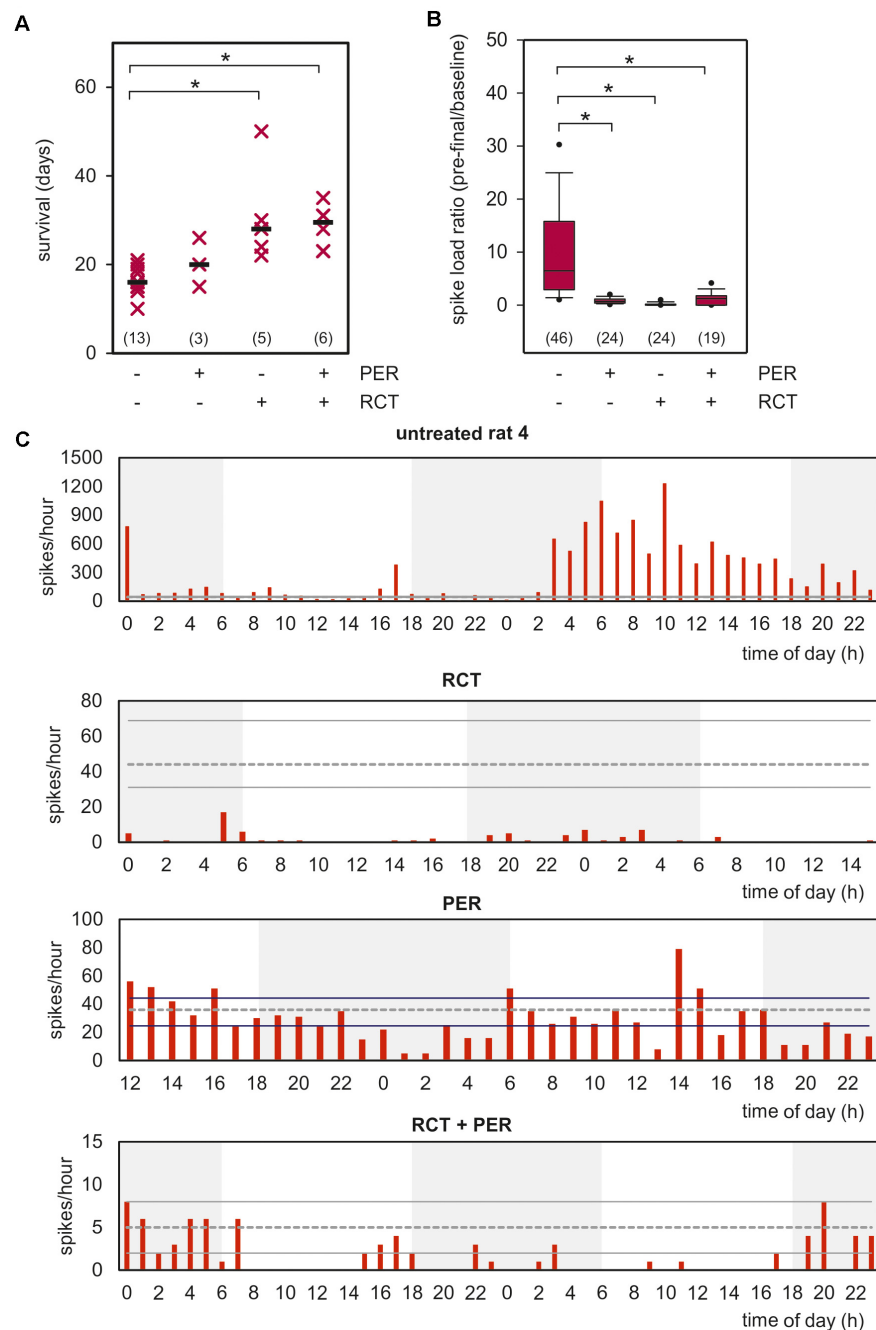 A
B
survival (days)
60
40
20
0
*
*
(13) (3) (5) (6)
- + - + PER
- - + + RCT
spike load ratio (pre-final/baseline)
50
40
30
20
10
0
*
*
*
(46) (24) (24) (19)
- + - + PER
- - + + RCT
C
untreated rat 4
spikes/hour
1500
1200
900
600
300
0
0 2 4 6 8 10 12 14 16 18 20 22 0 2 4 6 8 10 12 14 16 18 20 22
time of day (h)
RCT
spikes/hour
80
60
40
20
0
0 2 4 6 8 10 12 14 16 18 20 22 0 2 4 6 8 10 12 14
time of day (h)
PER
spikes/hour
100
80
60
40
20
0
12 14 16 18 20 22 0 2 4 6 8 10 12 14 16 18 20 22
time of day (h)
RCT + PER
spikes/hour
15
10
5
0
0 2 4 6 8 10 12 14 16 18 20 22 0 2 4 6 8 10 12 14 16 18 20 22
time of day (h)